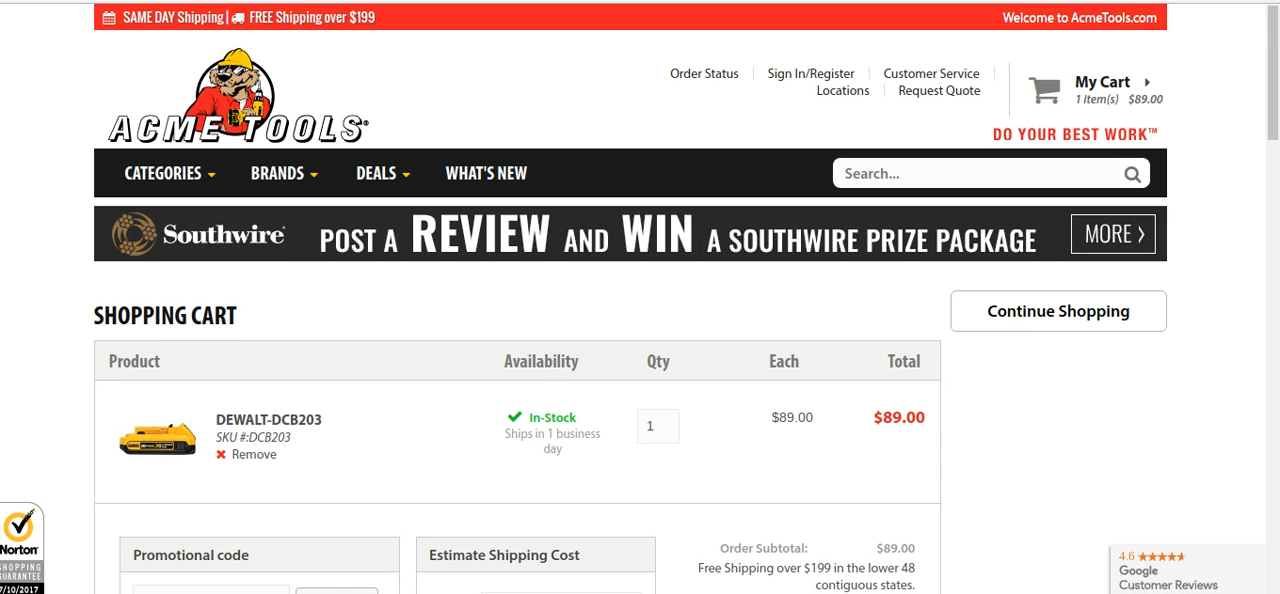 SAME DAY Shipping | FREE Shipping over $199
Welcome to AcmeTools.com
ACME TOOLS®
Order Status
Sign In/Register
Customer Service
Locations
Request Quote
My Cart
1 Item(s) $89.00
DO YOUR BEST WORK™
CATEGORIES
BRANDS
DEALS
WHAT'S NEW
Search...
Southwire®
POST A REVIEW AND WIN A SOUTHWIRE PRIZE PACKAGE
MORE
SHOPPING CART
Continue Shopping
Product
Availability
Qty
Each
Total
DEWALT-DCB203
SKU #:DCB203
Remove
In-Stock
Ships in 1 business
day
1
$89.00
$89.00
Promotional code
Estimate Shipping Cost
Order Subtotal: $89.00
Free Shipping over $199 in the lower 48
contiguous states.
Norton
SHOPPING
GUARANTEE
7/10/2017
4.6
Google
Customer Reviews